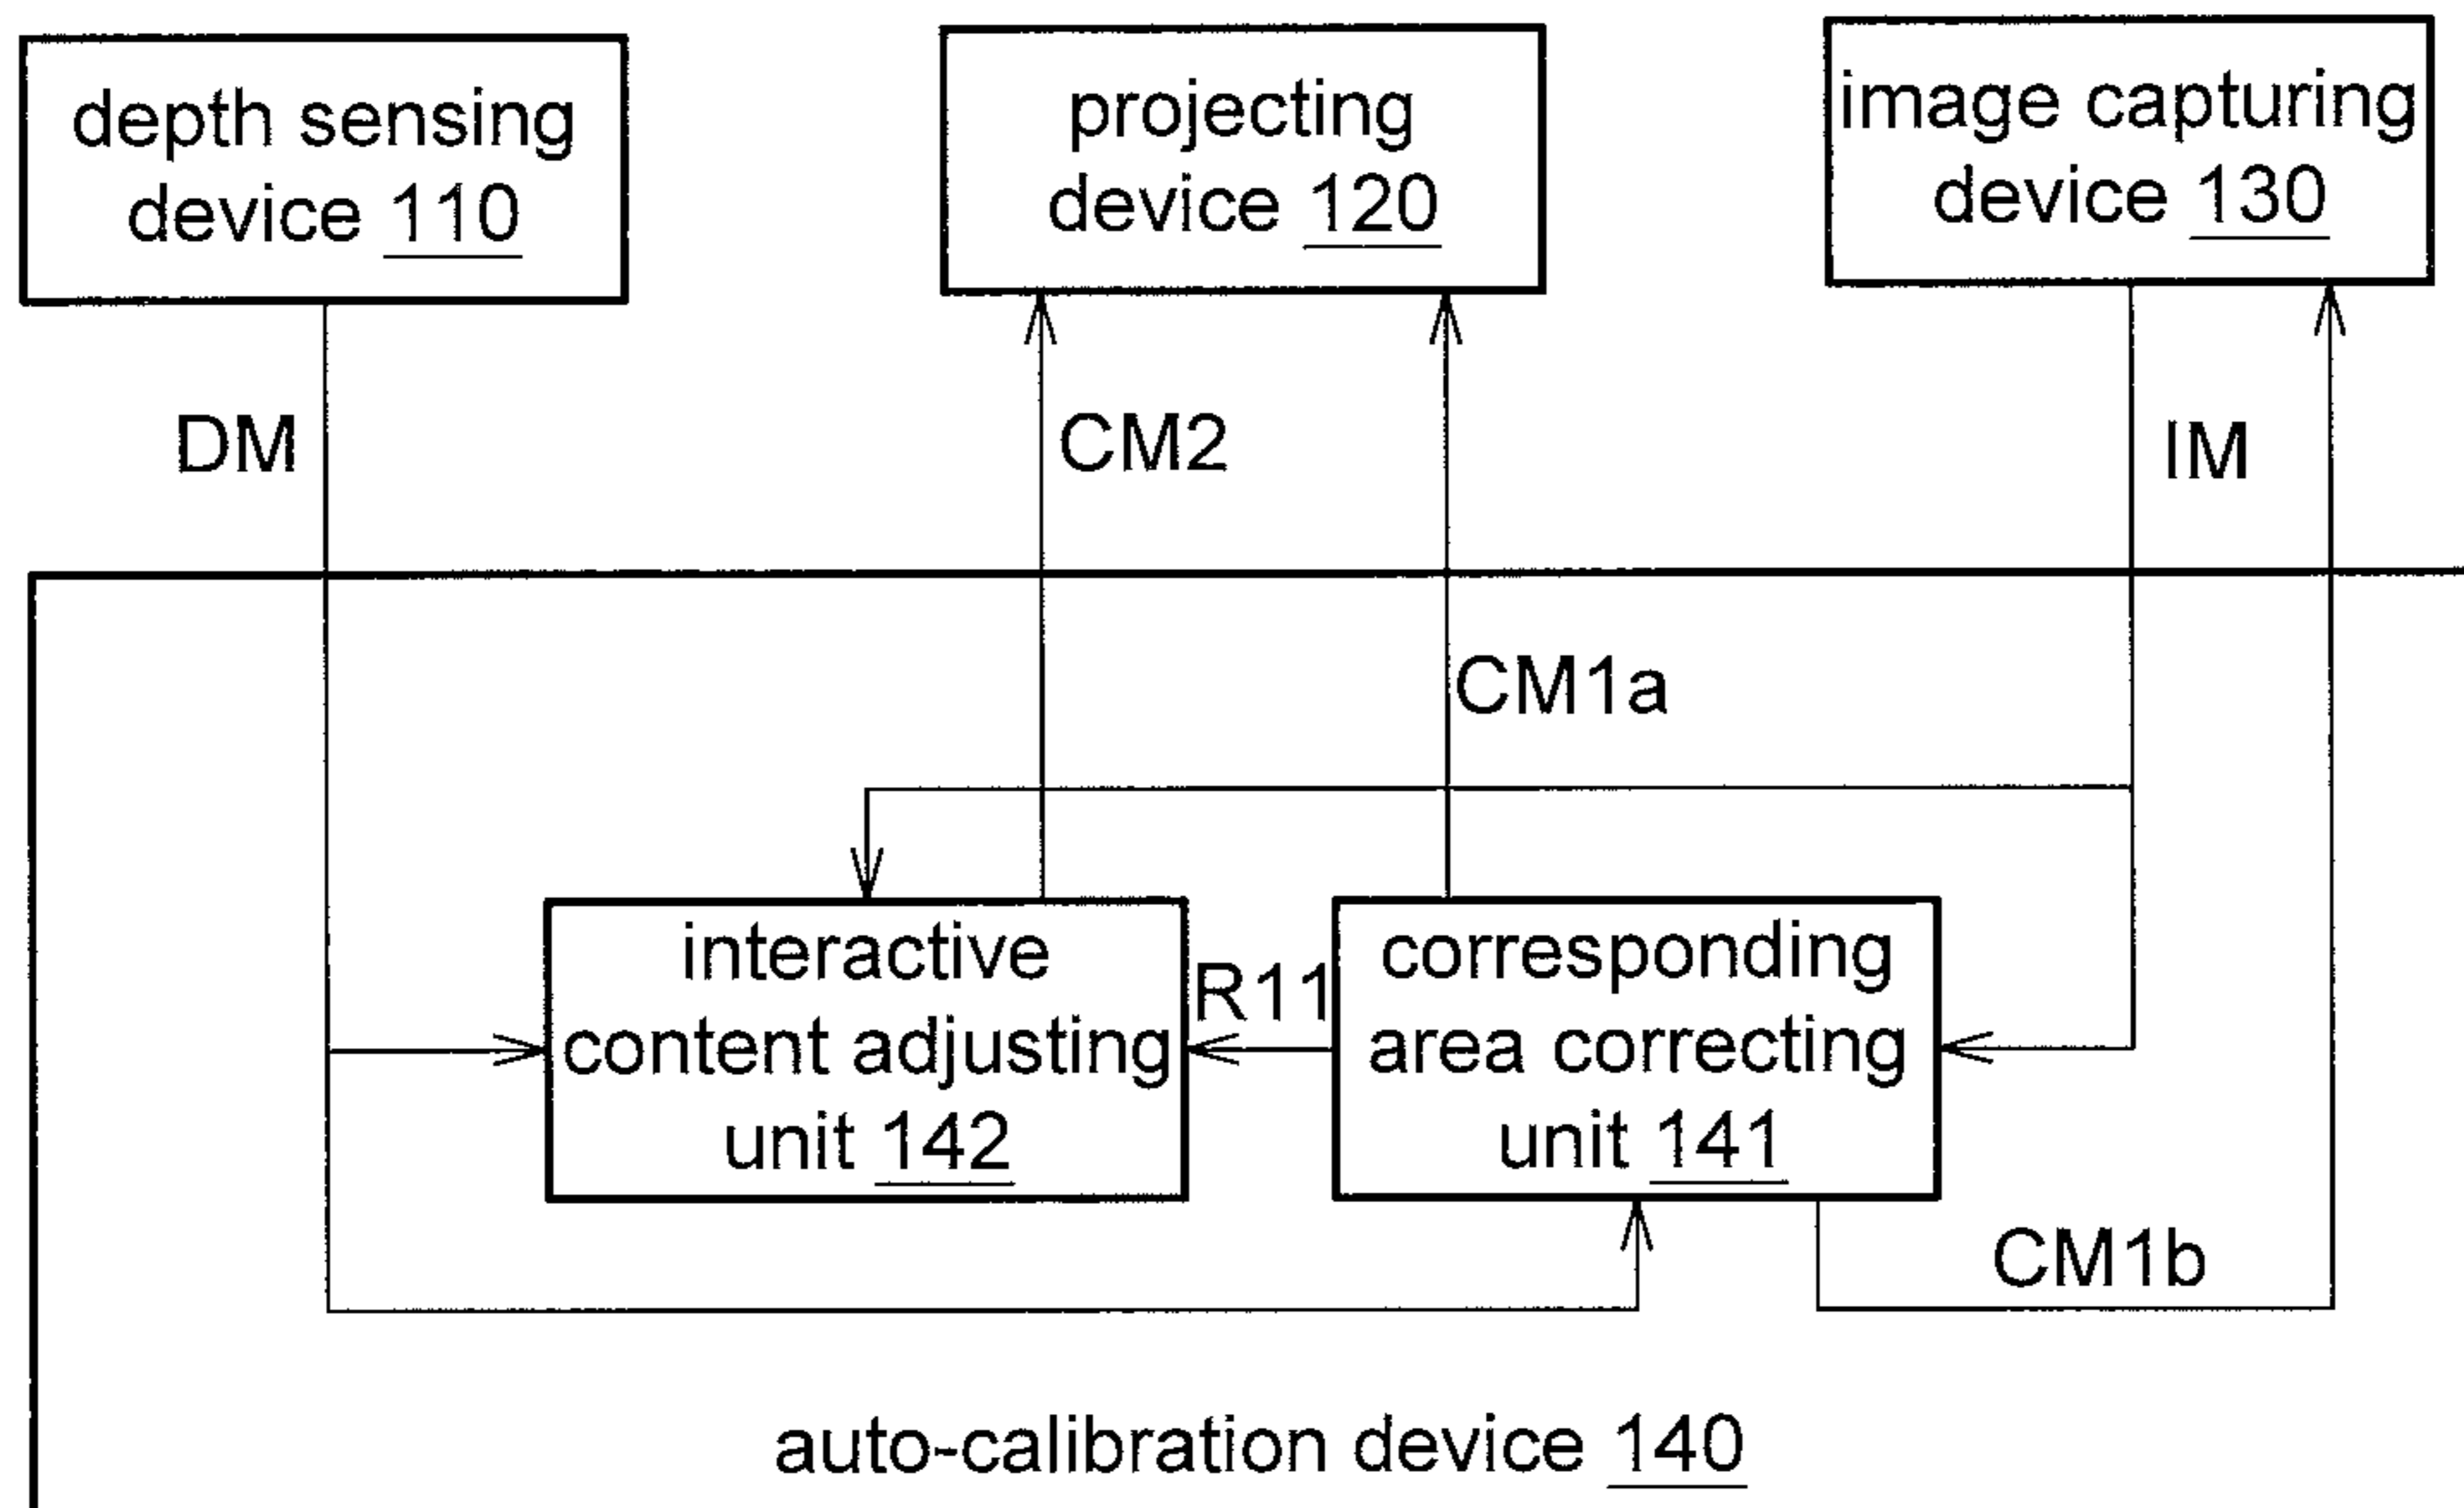 depth sensing
device 110
projecting
device 120
image capturing
device 130
DM
CM2
IM
CM1a
interactive
content adjusting
unit 142
R11
corresponding
area correcting
unit 141
CM1b
auto-calibration device 140